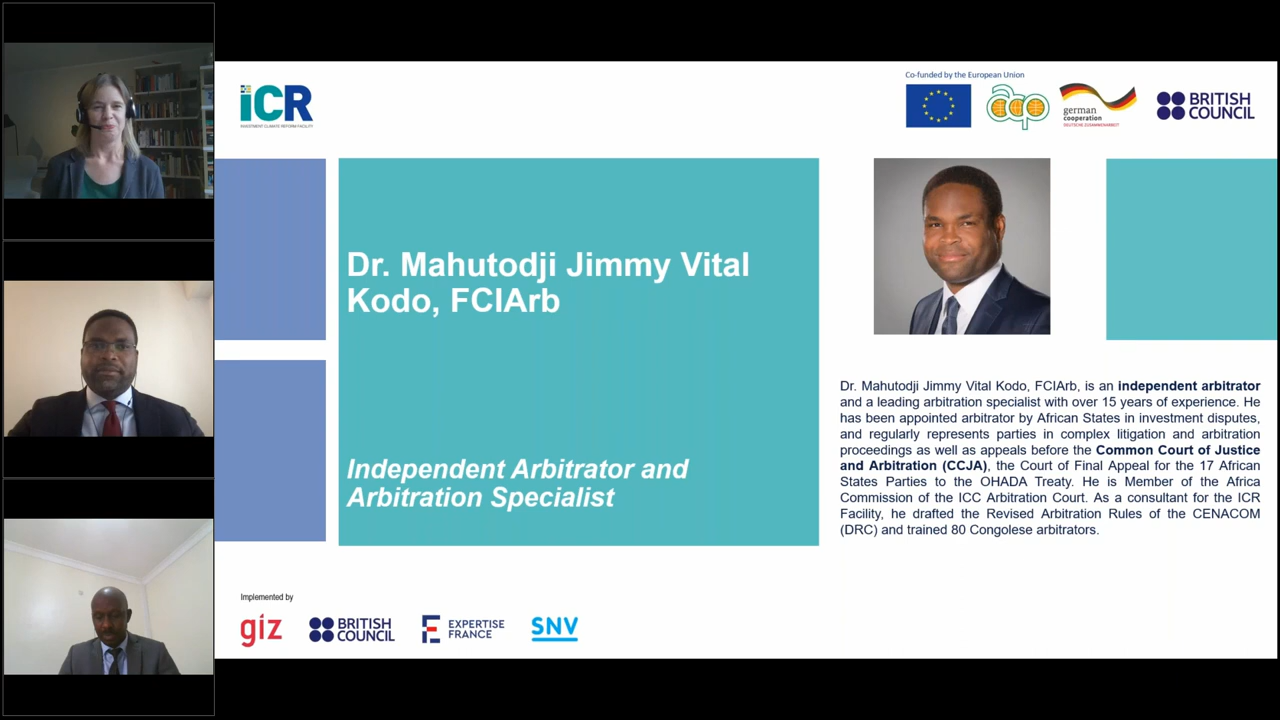 iCR
INVESTMENT CLIMATE REFORM FACILITY
Co-funded by the European Union
acp
german
cooperation
DEUTSCHE ZUSAMMENARBEIT
BRITISH
COUNCIL
Dr. Mahutodji Jimmy Vital
Kodo, FCIArb
Independent Arbitrator and
Arbitration Specialist
Dr. Mahutodji Jimmy Vital Kodo, FCIArb, is an independent arbitrator
and a leading arbitration specialist with over 15 years of experience. He
has been appointed arbitrator by African States in investment disputes,
and regularly represents parties in complex litigation and arbitration
proceedings as well as appeals before the Common Court of Justice
and Arbitration (CCJA), the Court of Final Appeal for the 17 African
States Parties to the OHADA Treaty. He is Member of the Africa
Commission of the ICC Arbitration Court. As a consultant for the ICR
Facility, he drafted the Revised Arbitration Rules of the CENACOM
(DRC) and trained 80 Congolese arbitrators.
Implemented by
giz
BRITISH
COUNCIL
EXPERTISE
FRANCE
SNV